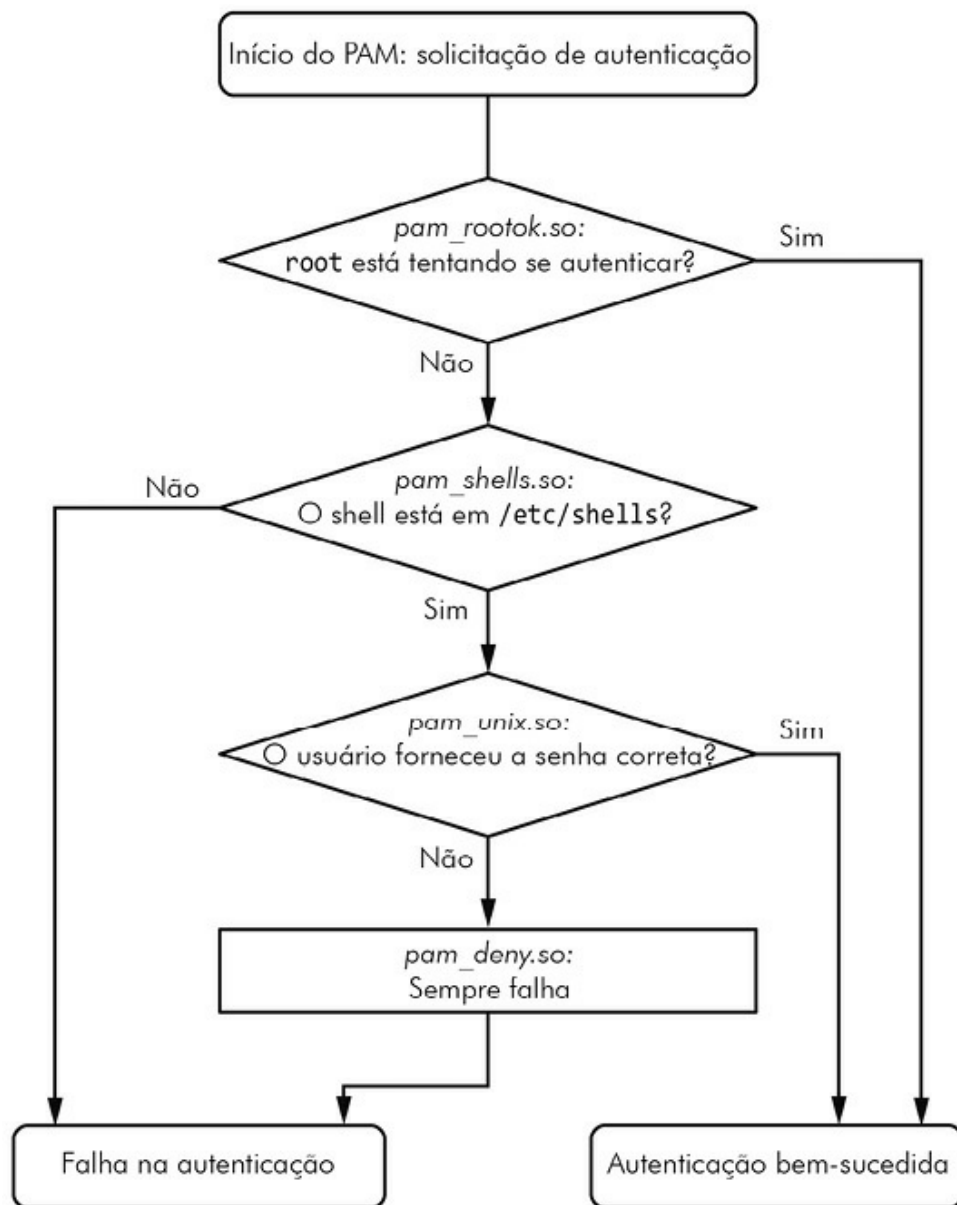 Início do PAM: solicitação de autenticação
pam_rootok.so:
root está tentando se autenticar?
Sim
Não
pam_shells.so:
O shell está em /etc/shells?
Não
Sim
pam_unix.so:
O usuário forneceu a senha correta?
Sim
Não
pam_deny.so:
Sempre falha
Falha na autenticação
Autenticação bem-sucedida